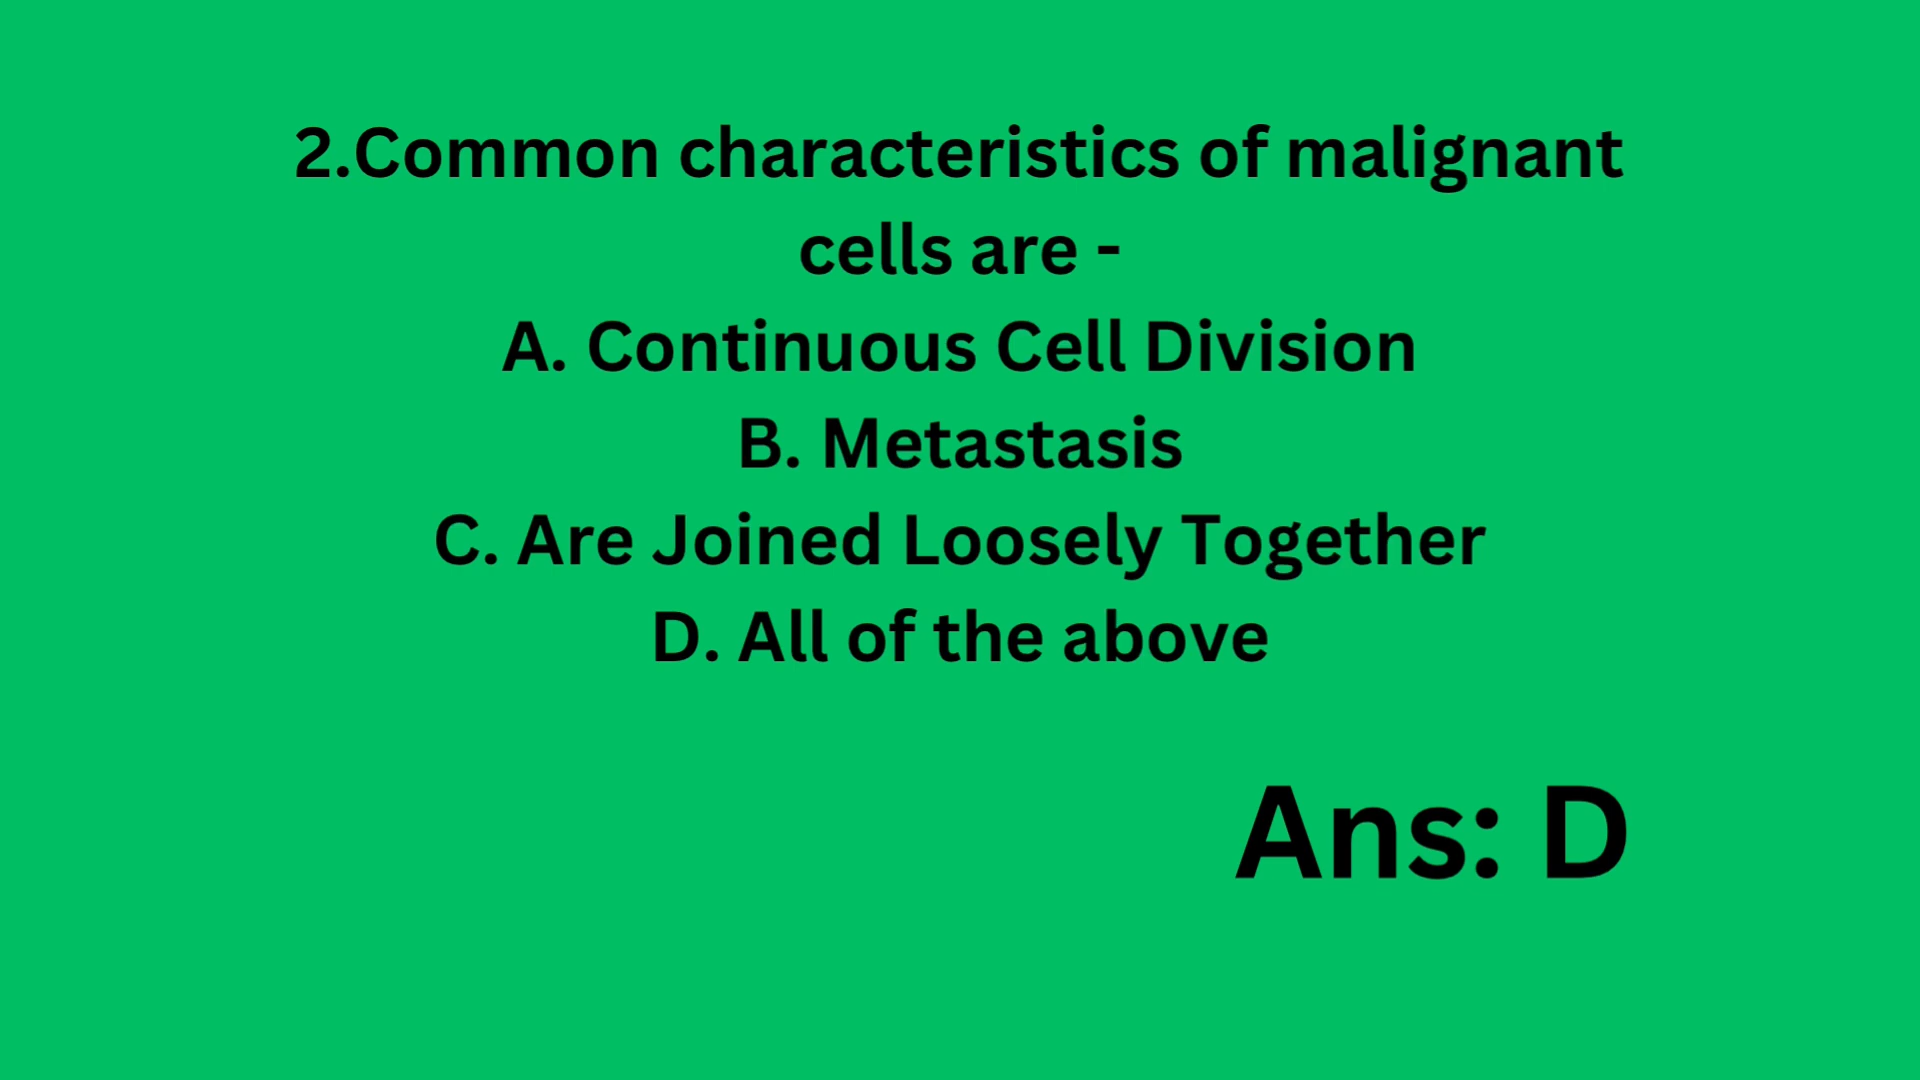 2.Common characteristics of malignant
cells are -
A. Continuous Cell Division
B. Metastasis
C. Are Joined Loosely Together
D. All of the above
Ans: D